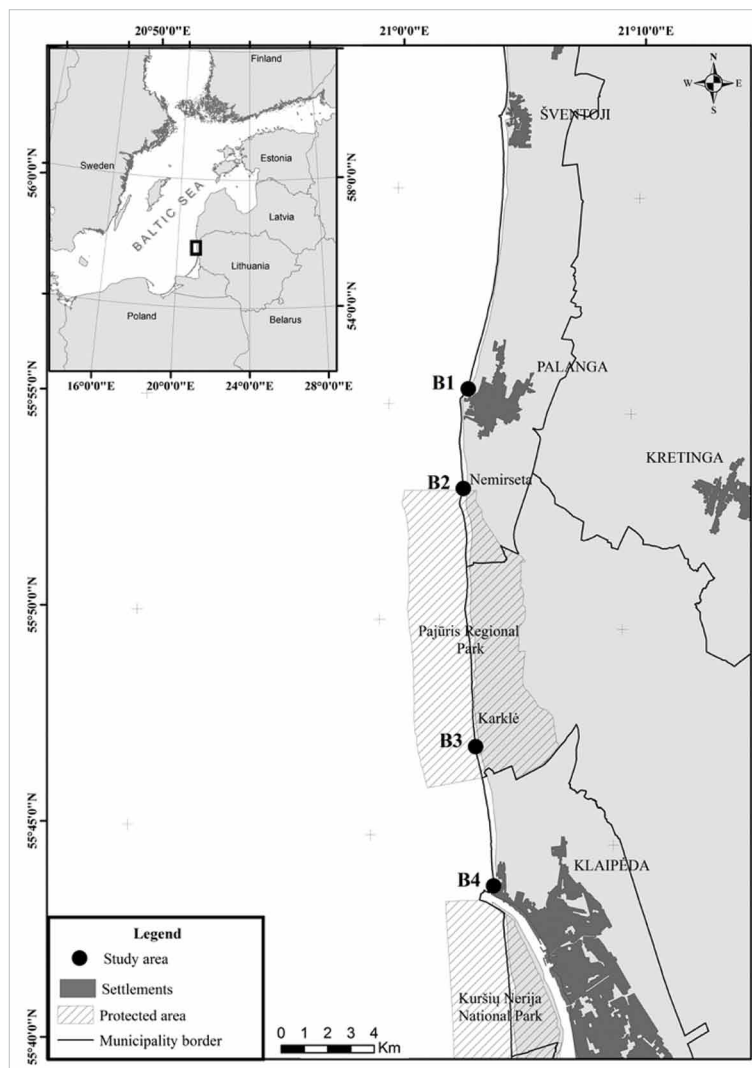 20°50'0"E
21°0'0"E
21°10'0"E
Finland
Sweden
Estonia
BALTIC SEA
Latvia
Lithuania
Poland
Belarus
56°0'0"N
58°0'0"N
54°0'0"N
16°0'0"E
20°0'0"E
24°0'0"E
28°0'0"E
N
W
E
S
ŠVENTOJI
B1
PALANGA
KRETINGA
B2
Nemirseta
Pajūris Regional
Park
Karklė
B3
KLAIPĖDA
B4
Kuršių Nerija
National Park
55°55'0"N
55°50'0"N
55°45'0"N
55°40'0"N
Legend
Study area
Settlements
Protected area
Municipality border
0 1 2 3 4
Km